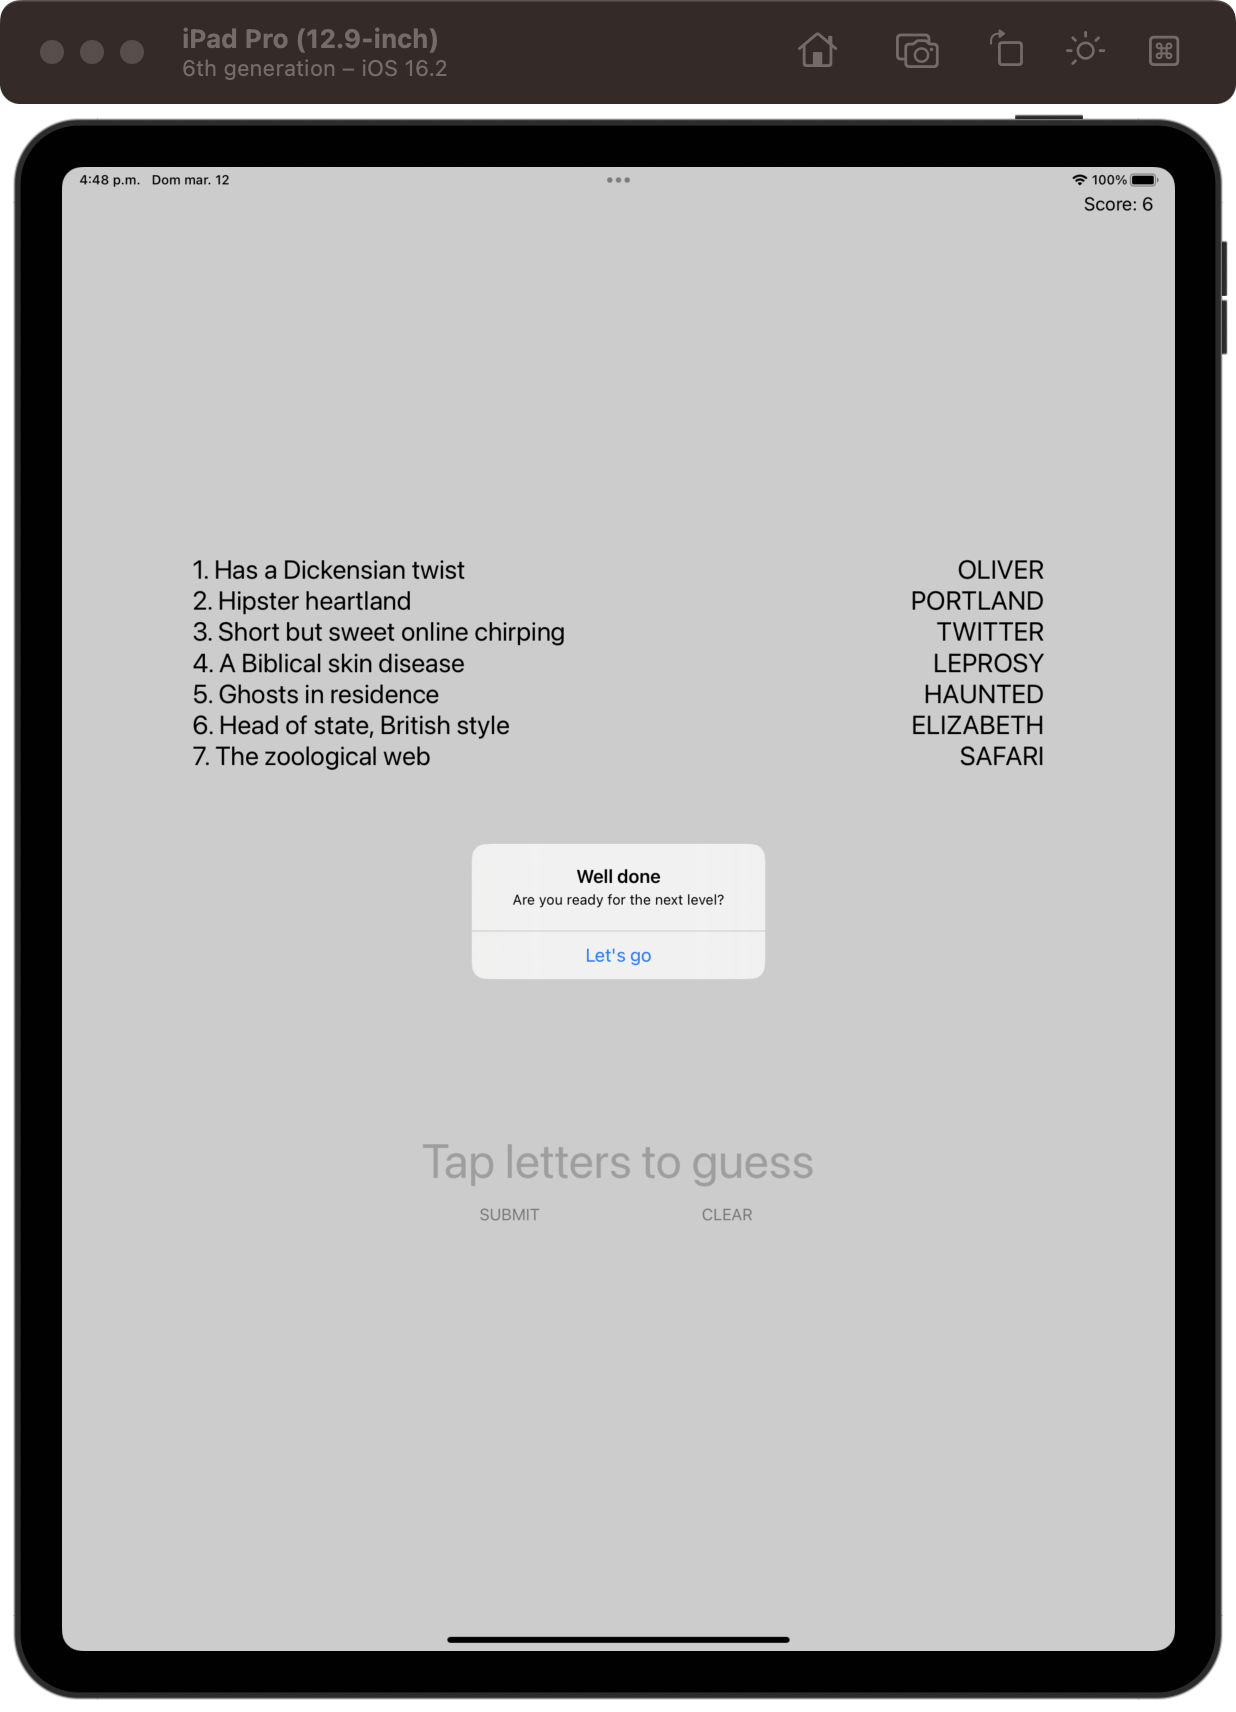 iPad Pro (12.9-inch)
6th generation – iOS 16.2
4:48 p.m. Dom mar. 12
100%
Score: 6
1. Has a Dickensian twist OLIVER
2. Hipster heartland PORTLAND
3. Short but sweet online chirping TWITTER
4. A Biblical skin disease LEPROSY
5. Ghosts in residence HAUNTED
6. Head of state, British style ELIZABETH
7. The zoological web SAFARI
Well done
Are you ready for the next level?
Let's go
Tap letters to guess
SUBMIT CLEAR